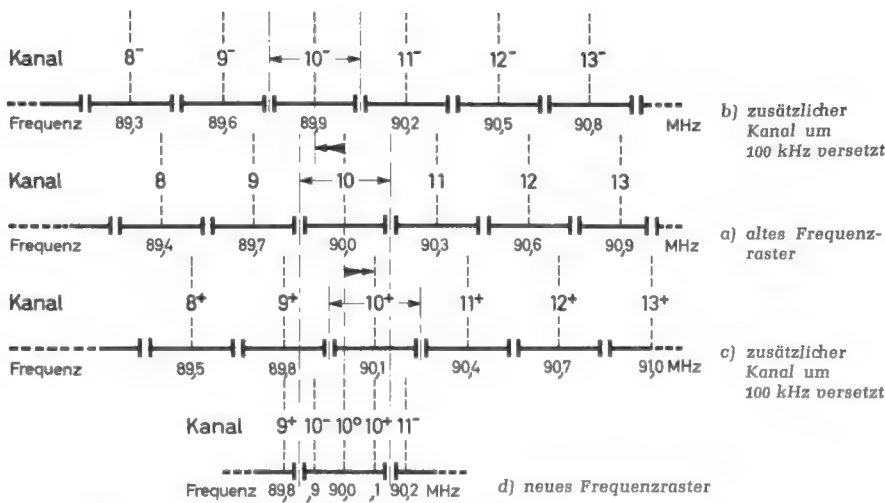 Kanal 8⁻ 9⁻ 10⁻ 11⁻ 12⁻ 13⁻
Frequenz 89,3 89,6 89,9 90,2 90,5 90,8 MHz
b) zusätzlicher
Kanal um
100 kHz versetzt
Kanal 8 9 10 11 12 13
Frequenz 89,4 89,7 90,0 90,3 90,6 90,9 MHz
a) altes Frequenz-
raster
Kanal 8⁺ 9⁺ 10⁺ 11⁺ 12⁺ 13⁺
Frequenz 89,5 89,8 90,1 90,4 90,7 91,0 MHz
c) zusätzlicher
Kanal um
100 kHz versetzt
Kanal 9⁺ 10⁻ 10° 10⁺ 11⁻
Frequenz 89,8 ,9 90,0 ,1 90,2 MHz
d) neues Frequenzraster